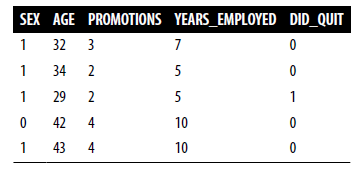 SEX AGE PROMOTIONS YEARS_EMPLOYED DID_QUIT
1 32 3 7 0
1 34 2 5 0
1 29 2 5 1
0 42 4 10 0
1 43 4 10 0